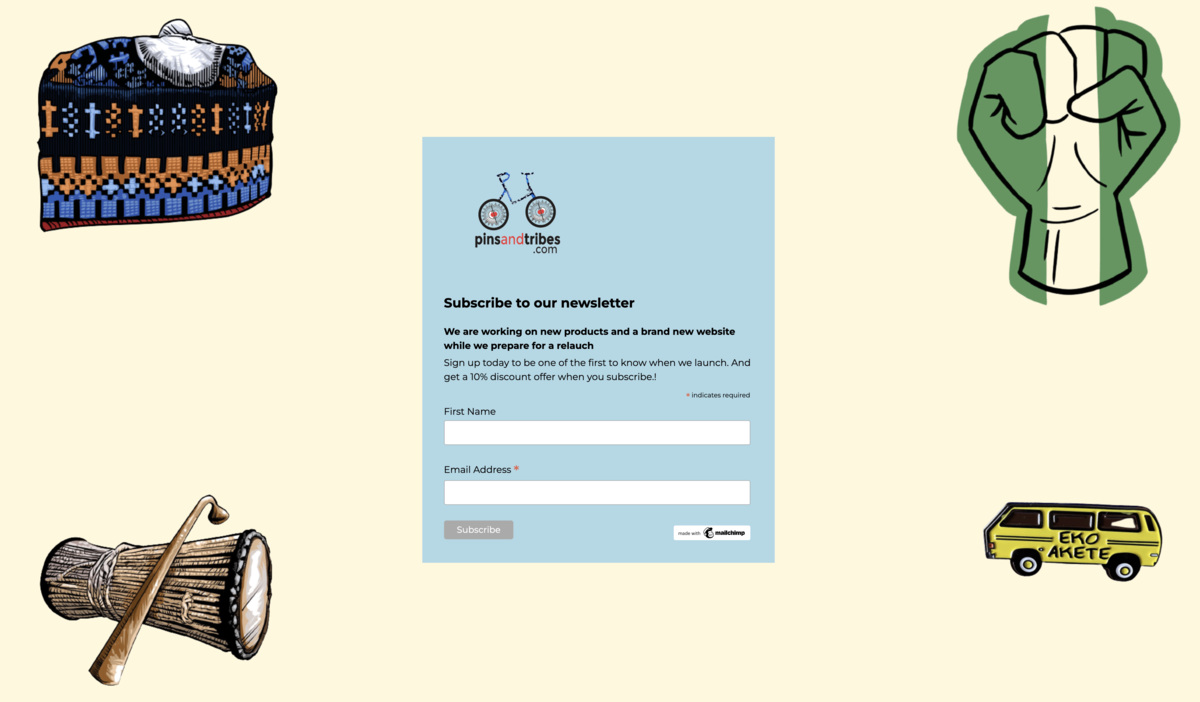 pinsandtribes
.com
Subscribe to our newsletter
We are working on new products and a brand new website
while we prepare for a relauch
Sign up today to be one of the first to know when we launch. And
get a 10% discount offer when you subscribe.!
* indicates required
First Name
Email Address *
Subscribe
made with mailchimp
EKO
AKETE